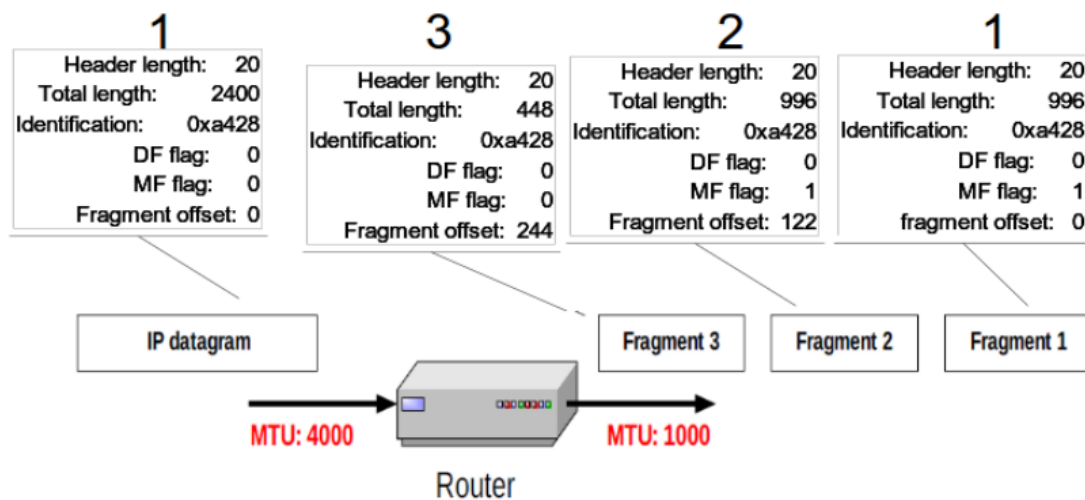 1
Header length: 20
Total length: 2400
Identification: 0xa428
DF flag: 0
MF flag: 0
Fragment offset: 0
3
Header length: 20
Total length: 448
Identification: 0xa428
DF flag: 0
MF flag: 0
Fragment offset: 244
2
Header length: 20
Total length: 996
Identification: 0xa428
DF flag: 0
MF flag: 1
Fragment offset: 122
1
Header length: 20
Total length: 996
Identification: 0xa428
DF flag: 0
MF flag: 1
fragment offset: 0
IP datagram
Fragment 3
Fragment 2
Fragment 1
MTU: 4000
MTU: 1000
Router